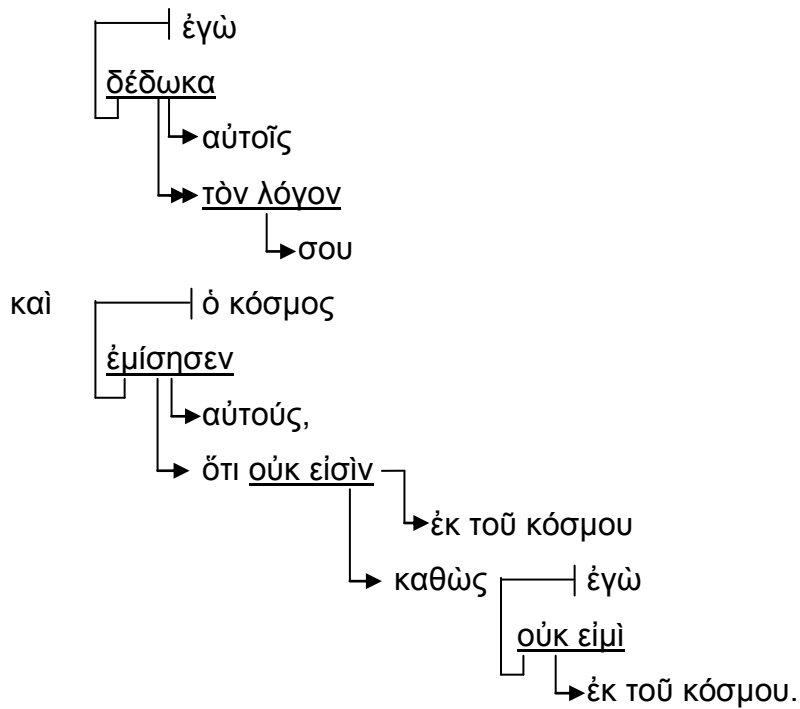 ἐγὼ
δέδωκα
αὐτοῖς
τὸν λόγον
σου
καὶ ὁ κόσμος
ἐμίσησεν
αὐτούς,
ὅτι οὐκ εἰσὶν
ἐκ τοῦ κόσμου
καθὼς ἐγὼ
οὐκ εἰμὶ
ἐκ τοῦ κόσμου.